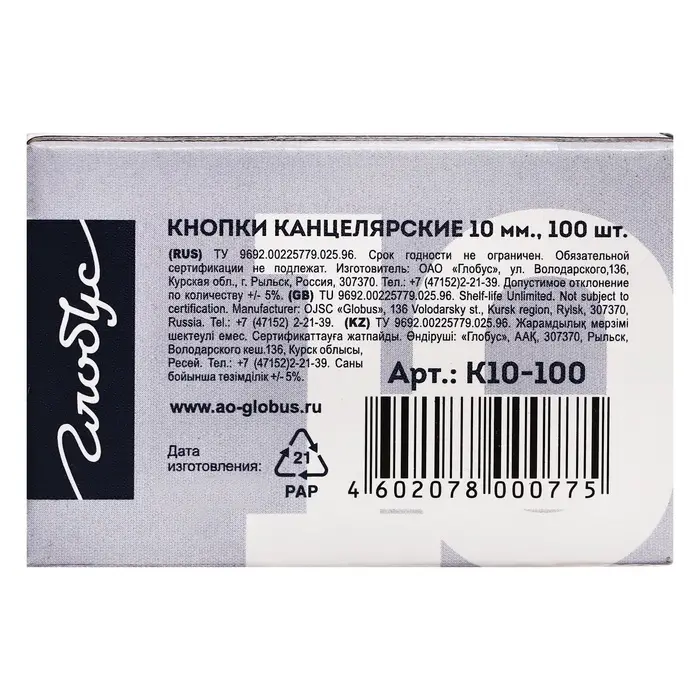 Глобус
КНОПКИ КАНЦЕЛЯРСКИЕ 10 мм., 100 шт.
(RUS) ТУ 9692.00225779.025.96. Срок годности не ограничен. Обязательной
сертификации не подлежат. Изготовитель: ОАО «Глобус», ул. Володарского,136,
Курская обл., г. Рыльск, Россия, 307370. Тел.: +7 (47152)2-21-39. Допустимое отклонение
по количеству +/- 5%. (GB) TU 9692.00225779.025.96. Shelf-life Unlimited. Not subject to
certification. Manufacturer: OJSC «Globus», 136 Volodarsky st., Kursk region, Rylsk, 307370,
Russia. Tel.: +7 (47152) 2-21-39. (KZ) ТУ 9692.00225779.025.96. Жарамдылық мерзімі
шектеулі емес. Сертификаттауға жатпайды. Өндіруші: «Глобус», ААҚ, 307370, Рыльск,
Володарского кеш.136, Курск облысы,
Ресей. Тел.: +7 (47152) 2-21-39. Саны
бойынша төзімділік +/- 5%.
Арт.: К10-100
www.ao-globus.ru
Дата
изготовления:
21
PAP
4 602078 000775